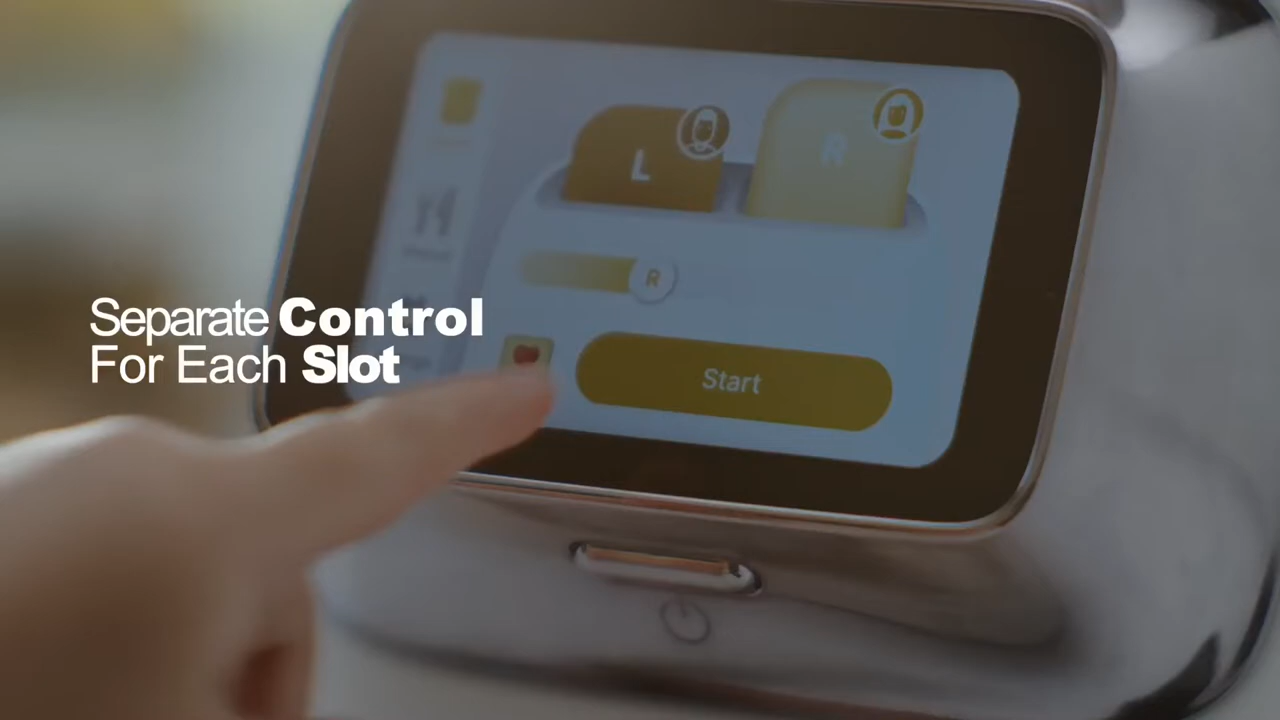 L
R
R
Separate Control
For Each Slot
Start